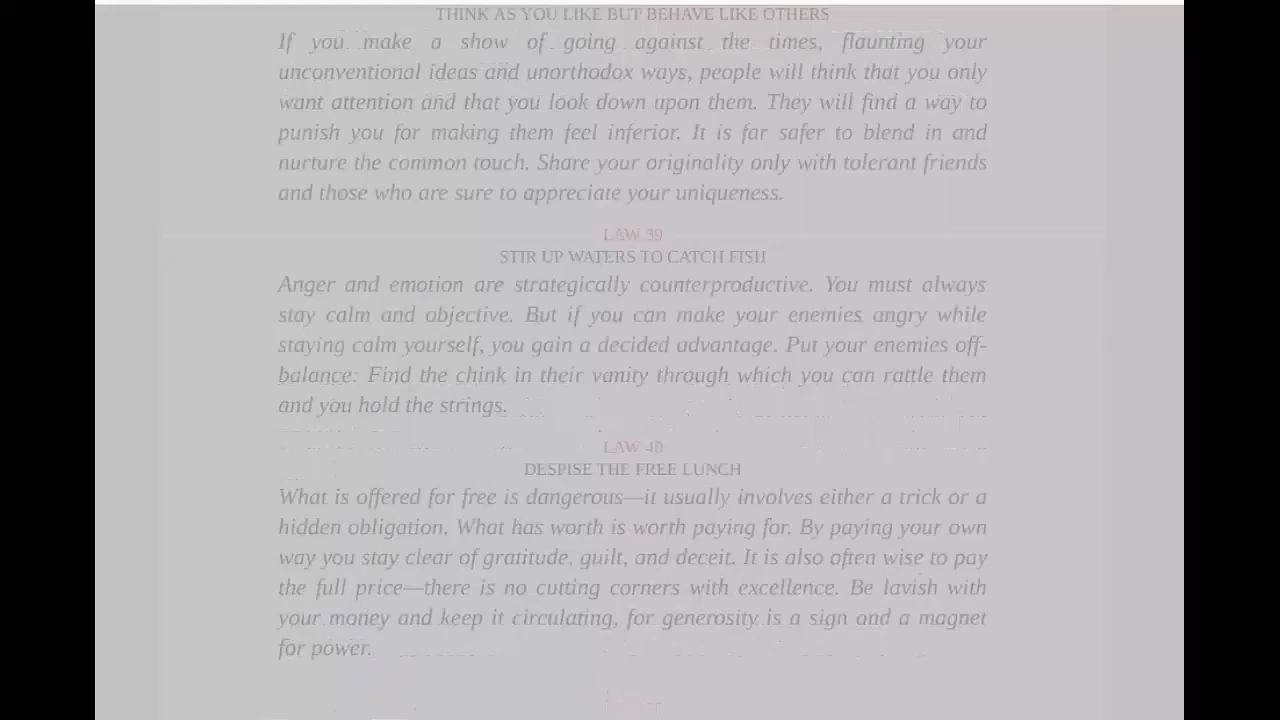 THINK AS YOU LIKE BUT BEHAVE LIKE OTHERS
If you make a show of going against the times, flaunting your
unconventional ideas and unorthodox ways, people will think that you only
want attention and that you look down upon them. They will find a way to
punish you for making them feel inferior. It is far safer to blend in and
nurture the common touch. Share your originality only with tolerant friends
and those who are sure to appreciate your uniqueness.
LAW 39
STIR UP WATERS TO CATCH FISH
Anger and emotion are strategically counterproductive. You must always
stay calm and objective. But if you can make your enemies angry while
staying calm yourself, you gain a decided advantage. Put your enemies off-
balance: Find the chink in their vanity through which you can rattle them
and you hold the strings.
LAW 40
DESPISE THE FREE LUNCH
What is offered for free is dangerous—it usually involves either a trick or a
hidden obligation. What has worth is worth paying for. By paying your own
way you stay clear of gratitude, guilt, and deceit. It is also often wise to pay
the full price—there is no cutting corners with excellence. Be lavish with
your money and keep it circulating, for generosity is a sign and a magnet
for power.